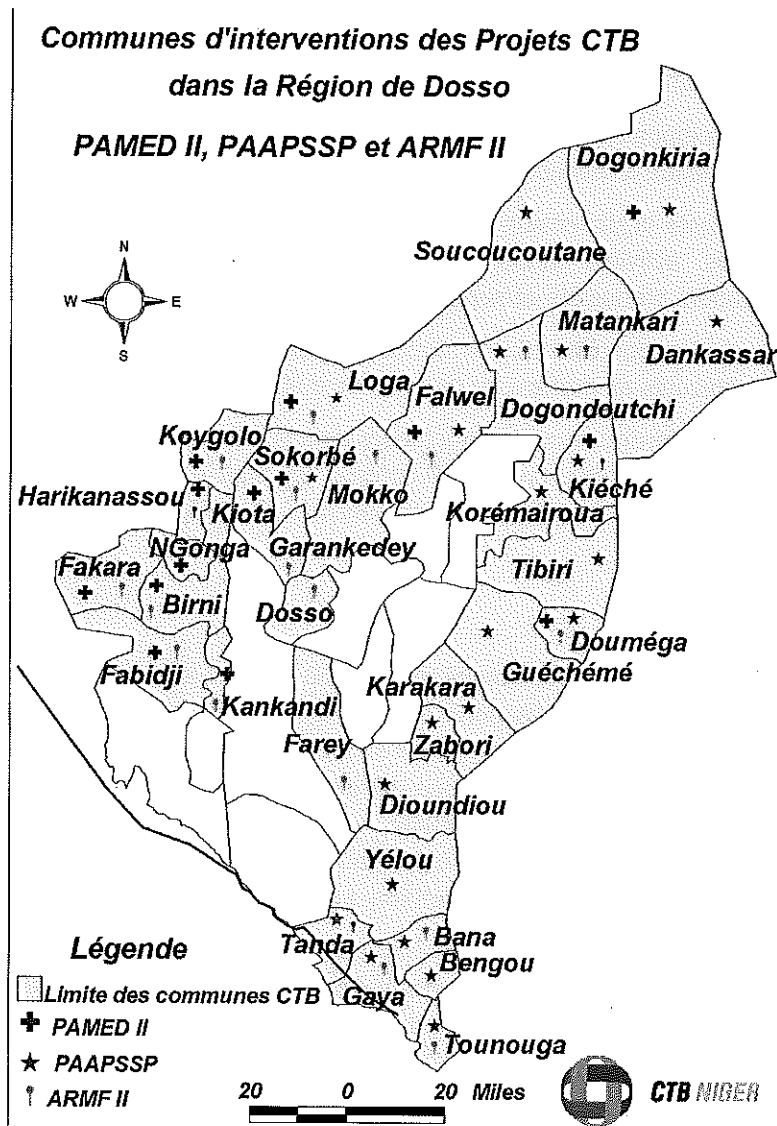 Communes d'interventions des Projets CTB
dans la Région de Dosso
PAMED II, PAAPSSP et ARMF II
Dogonkiria
Soucoucoutane
N
W E
S
Matankari
Dankassar
Loga
Falwel
Dogondoutchi
Koygolo
Sokorbé
Kiéché
Harikanassou
Kiota
Mokko
Korémairoua
NGonga
Garankedey
Fakara
Tibiri
Birni
Dosso
Douméga
Guéchémé
Fabidji
Karakara
Kankandi
Zabori
Farey
Dioundiou
Yélou
Légende
Tanda
Bana
Bengou
Limite des communes CTB
Gaya
PAMED II
PAAPSSP
Tounouga
ARMF II
20 0 20 Miles
CTB NIGER